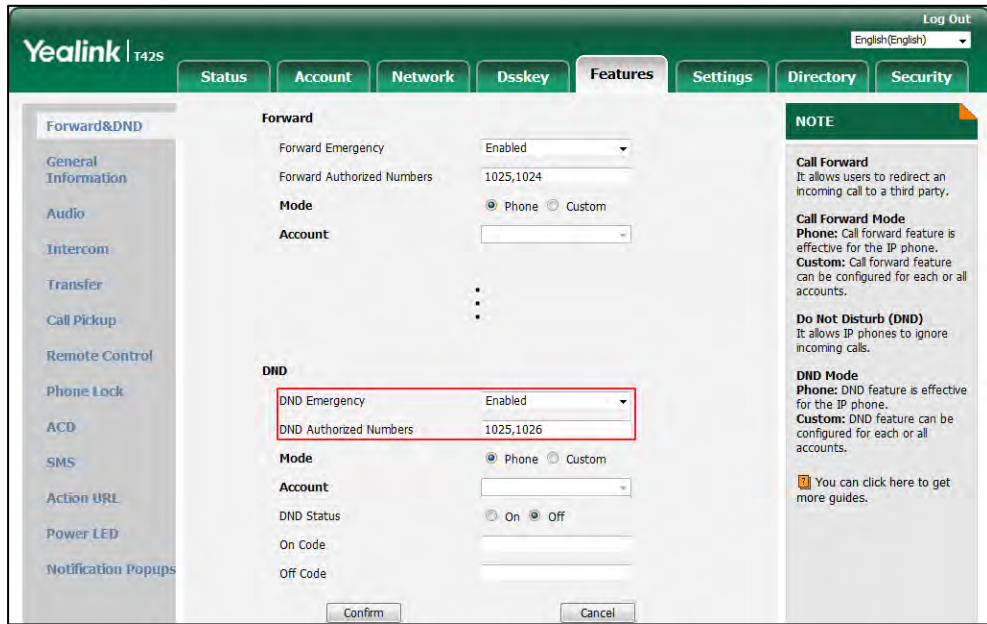 Log Out
Yealink T42S
English(English)
Status Account Network Dsskey Features Settings Directory Security
Forward&DND
General
Information
Audio
Intercom
Transfer
Call Pickup
Remote Control
Phone Lock
ACD
SMS
Action URL
Power LED
Notification Popups
Forward
Forward Emergency Enabled
Forward Authorized Numbers 1025,1024
Mode Phone Custom
Account
DND
DND Emergency Enabled
DND Authorized Numbers 1025,1026
Mode Phone Custom
Account
DND Status On Off
On Code
Off Code
Confirm Cancel
NOTE
Call Forward
It allows users to redirect an
incoming call to a third party.
Call Forward Mode
Phone: Call forward feature is
effective for the IP phone.
Custom: Call forward feature
can be configured for each or all
accounts.
Do Not Disturb (DND)
It allows IP phones to ignore
incoming calls.
DND Mode
Phone: DND feature is effective
for the IP phone.
Custom: DND feature can be
configured for each or all
accounts.
You can click here to get
more guides.